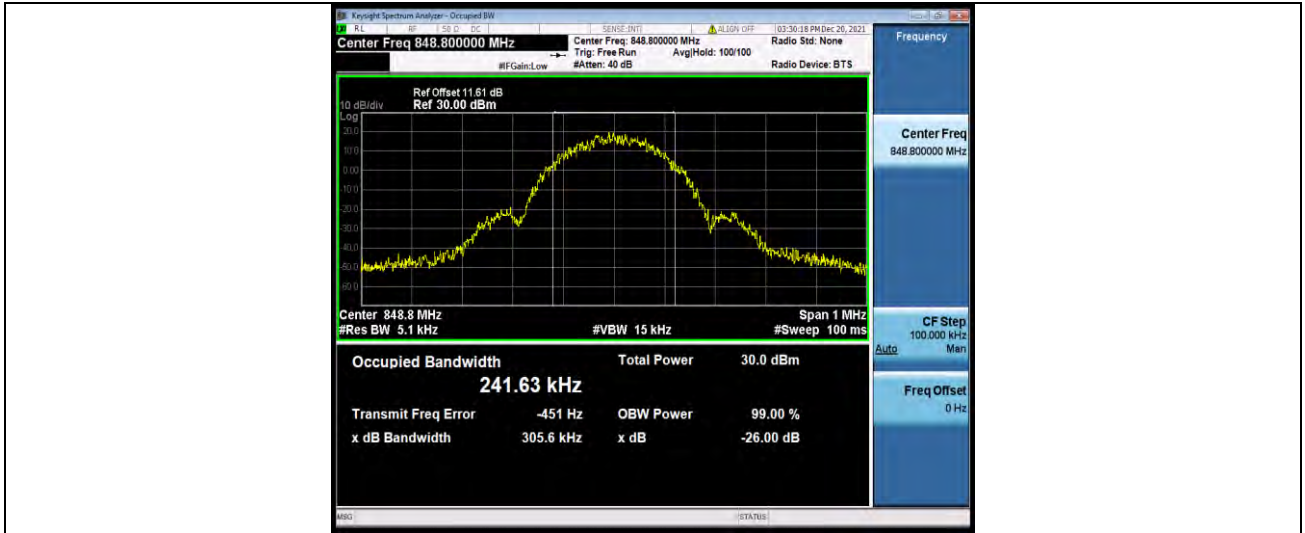 Keysight Spectrum Analyzer - Occupied BW
RL RF 50 Ω DC SENSE:INT ALIGN OFF 03:30:18 PM Dec 20, 2021
Center Freq 848.800000 MHz Center Freq: 848.800000 MHz Radio Std: None
Trig: Free Run Avg|Hold: 100/100
#IFGain:Low #Atten: 40 dB Radio Device: BTS
Ref Offset 11.61 dB
10 dB/div Ref 30.00 dBm
Log
20.0
10.0
0.00
-10.0
-20.0
-30.0
-40.0
-50.0
-60.0
Center 848.8 MHz Span 1 MHz
#Res BW 5.1 kHz #VBW 15 kHz #Sweep 100 ms
Occupied Bandwidth Total Power 30.0 dBm
241.63 kHz
Transmit Freq Error -451 Hz OBW Power 99.00 %
x dB Bandwidth 305.6 kHz x dB -26.00 dB
MSG STATUS
Frequency
Center Freq
848.800000 MHz
CF Step
100.000 kHz
Auto Man
Freq Offset
0 Hz